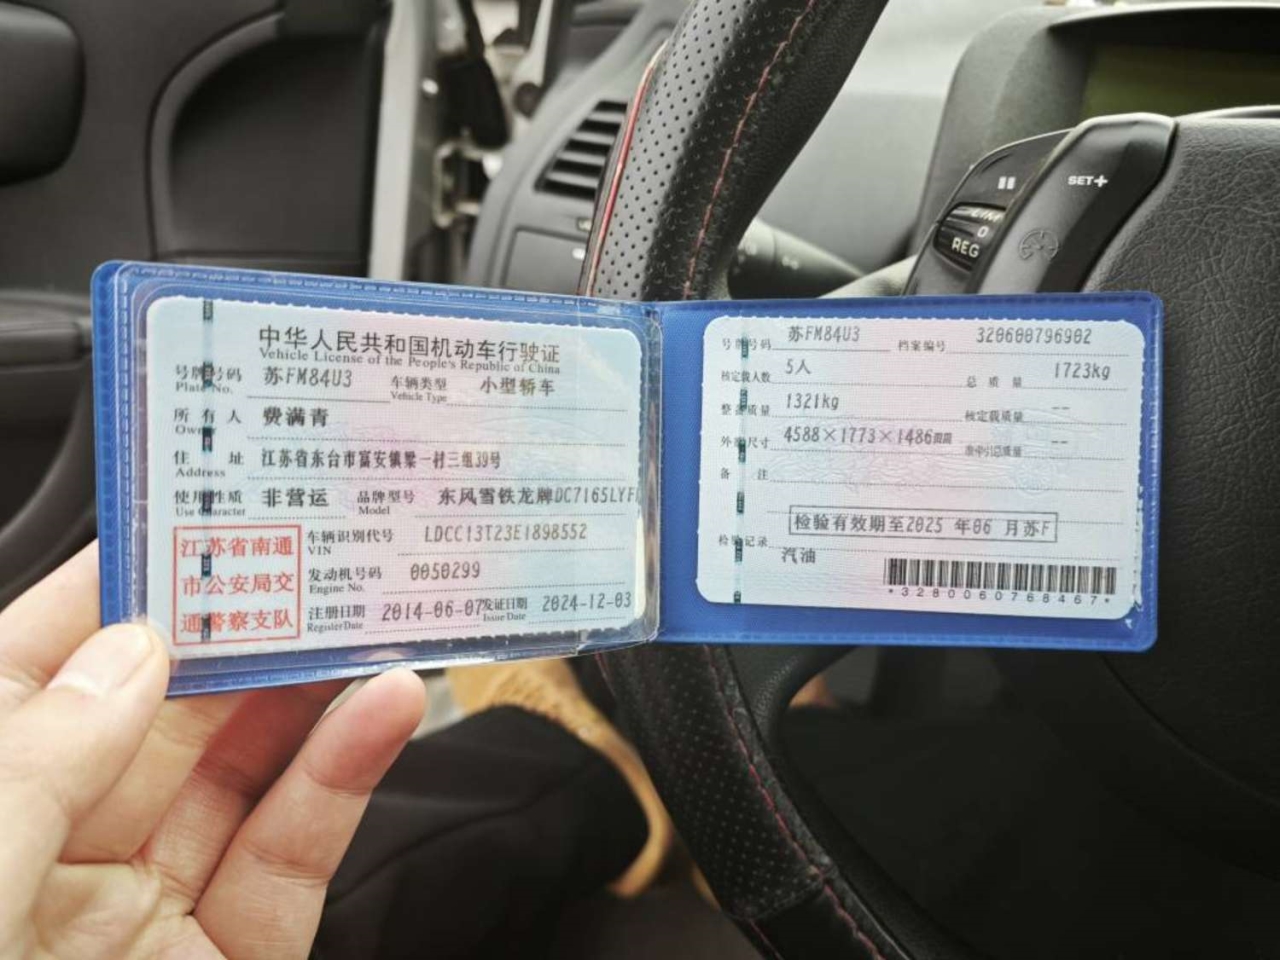 中华人民共和国机动车行驶证
Vehicle License of the People's Republic of China
号牌号码 苏FM84U3 车辆类型 小型轿车
Plate No. Vehicle Type
所有人 费满青
Owner
住址 江苏省东台市富安镇梁一村三组39号
Address
使用性质 非营运 品牌型号 东风雪铁龙牌DC7165LYF
Use Character Model
江苏省南通
市公安局交
通警察支队
车辆识别代号 LDCC13T23E1898552
VIN
发动机号码 0050299
Engine No.
注册日期 2014-06-07 发证日期 2024-12-03
Register Date Issue Date
号牌号码 苏FM84U3 档案编号 320600796902
核定载人数 5人 总质量 1723kg
整备质量 1321kg 核定载质量 --
外廓尺寸 4588×1773×1486mm 准牵引总质量 --
备注
检验有效期至2025 年06 月苏F
检验记录
汽油
*3280060768467*
SET+
0
REG